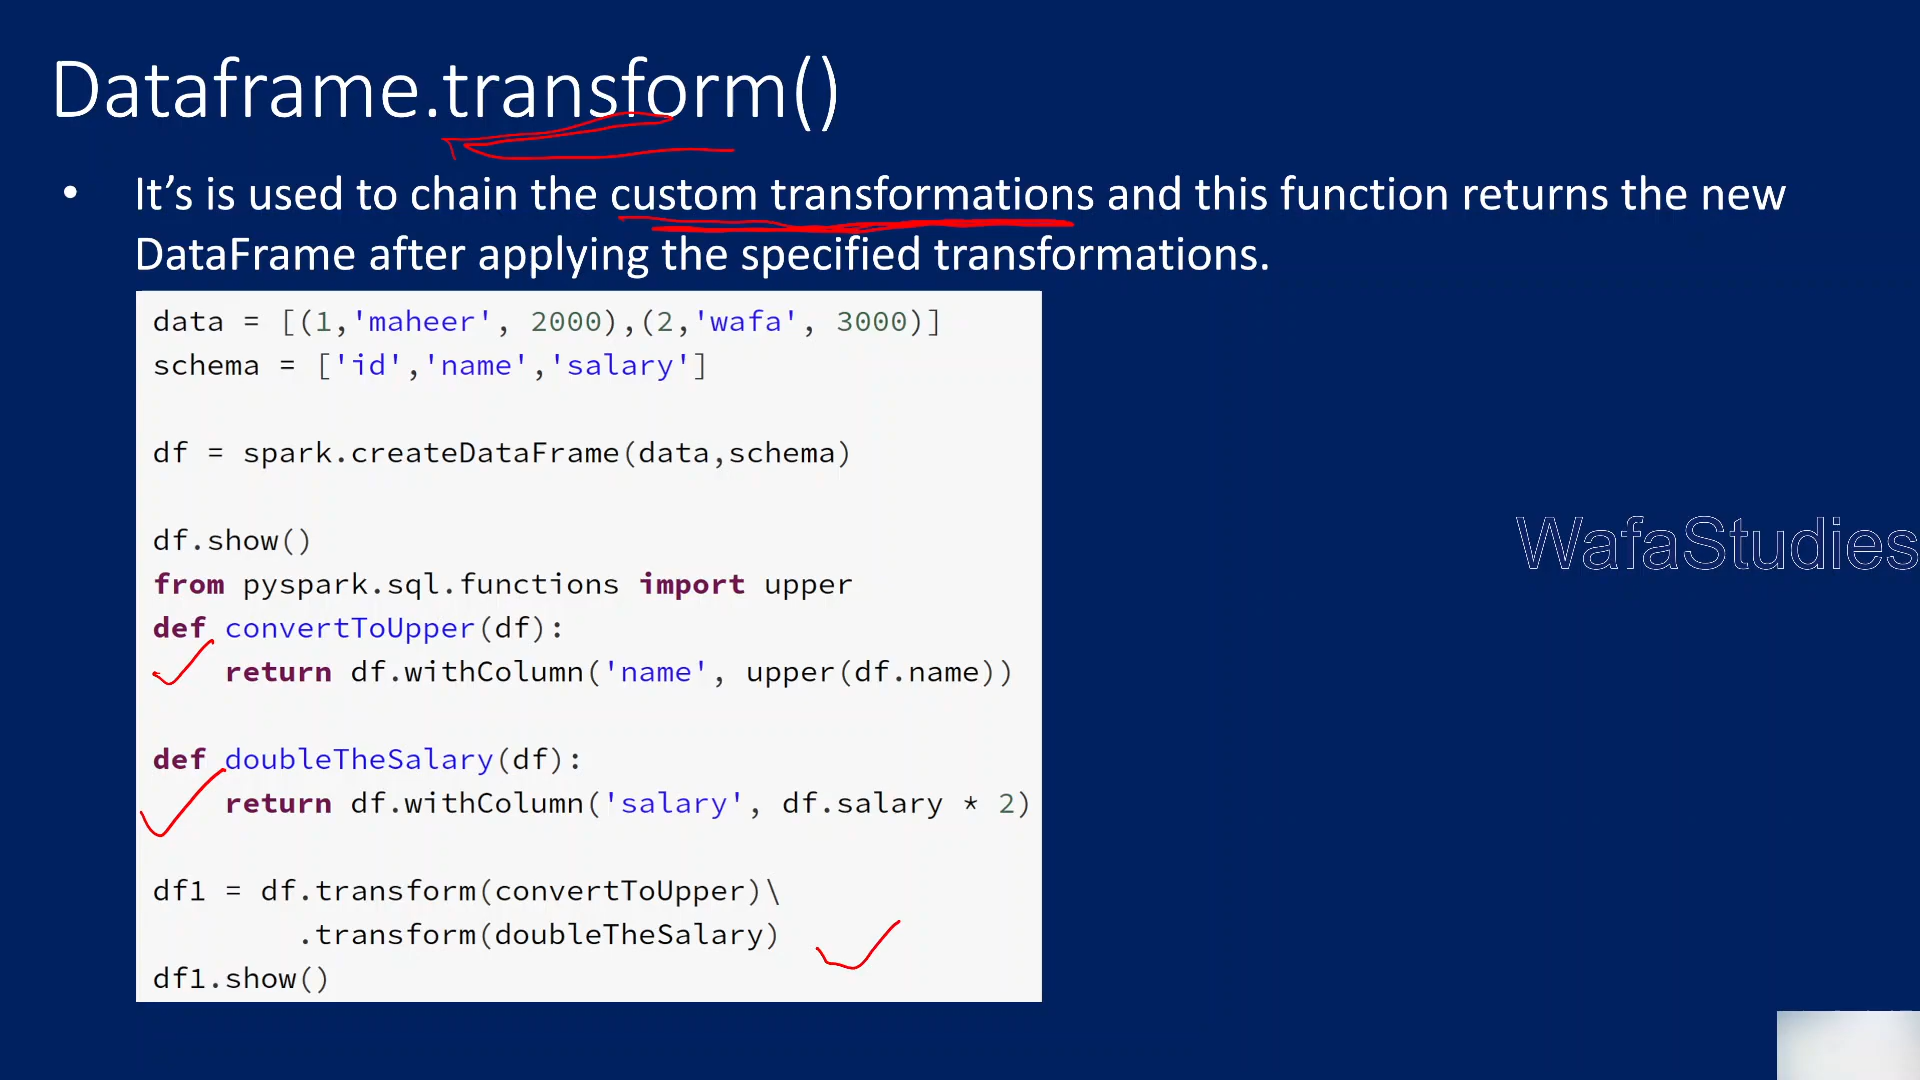 Dataframe.transform()
• It’s is used to chain the custom transformations and this function returns the new
DataFrame after applying the specified transformations.
data = [(1,'maheer', 2000),(2,'wafa', 3000)]
schema = ['id','name','salary']
df = spark.createDataFrame(data,schema)
df.show()
from pyspark.sql.functions import upper
def convertToUpper(df):
    return df.withColumn('name', upper(df.name))
def doubleTheSalary(df):
    return df.withColumn('salary', df.salary * 2)
df1 = df.transform(convertToUpper)\
        .transform(doubleTheSalary)
df1.show()
WafaStudies